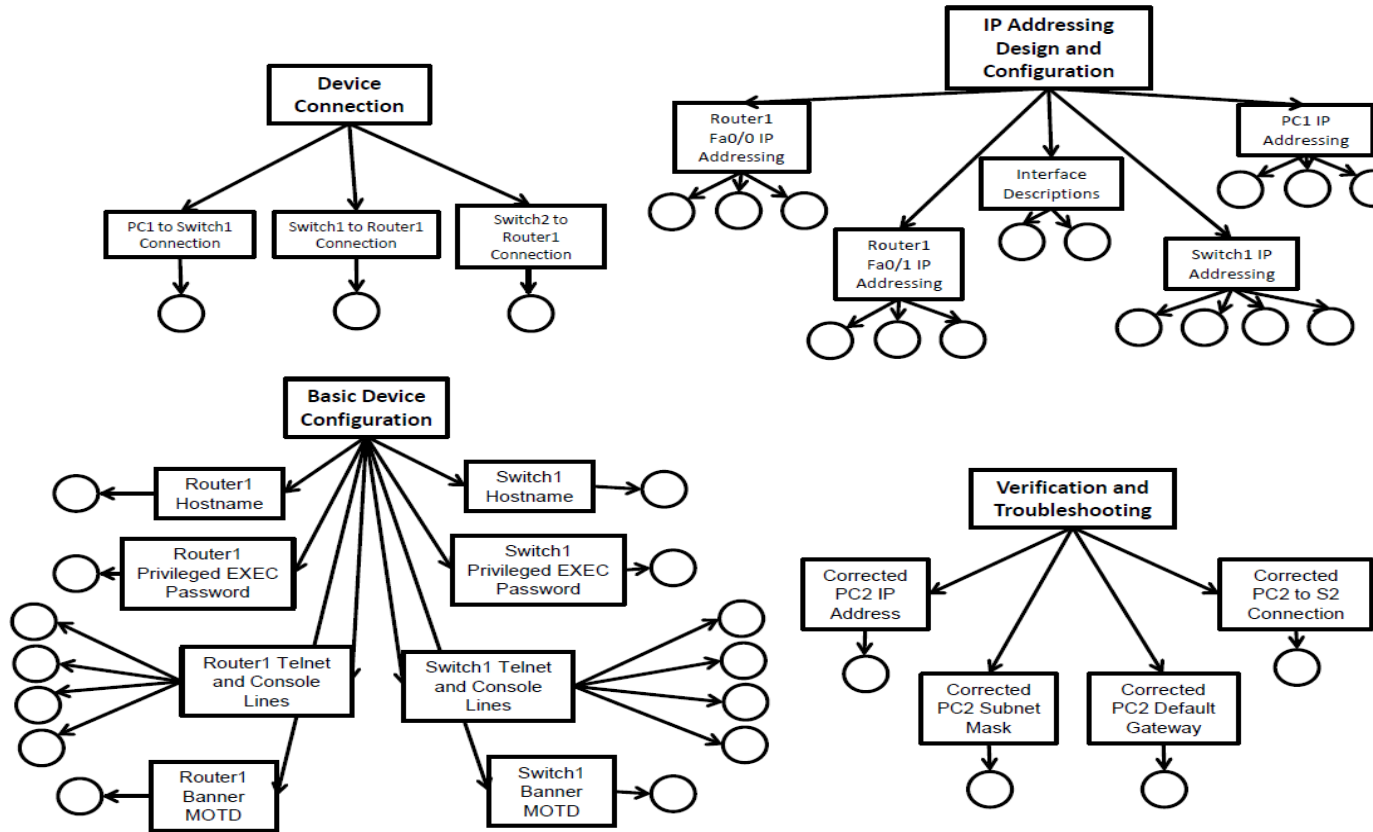 Device
Connection
PC1 to Switch1
Connection
Switch1 to Router1
Connection
Switch2 to
Router1
Connection
IP Addressing
Design and
Configuration
Router1
Fa0/0 IP
Addressing
Router1
Fa0/1 IP
Addressing
Interface
Descriptions
Switch1 IP
Addressing
PC1 IP
Addressing
Basic Device
Configuration
Router1
Hostname
Switch1
Hostname
Router1
Privileged EXEC
Password
Switch1
Privileged EXEC
Password
Router1 Telnet
and Console
Lines
Switch1 Telnet
and Console
Lines
Router1
Banner
MOTD
Switch1
Banner
MOTD
Verification and
Troubleshooting
Corrected
PC2 IP
Address
Corrected
PC2 Subnet
Mask
Corrected
PC2 Default
Gateway
Corrected
PC2 to S2
Connection